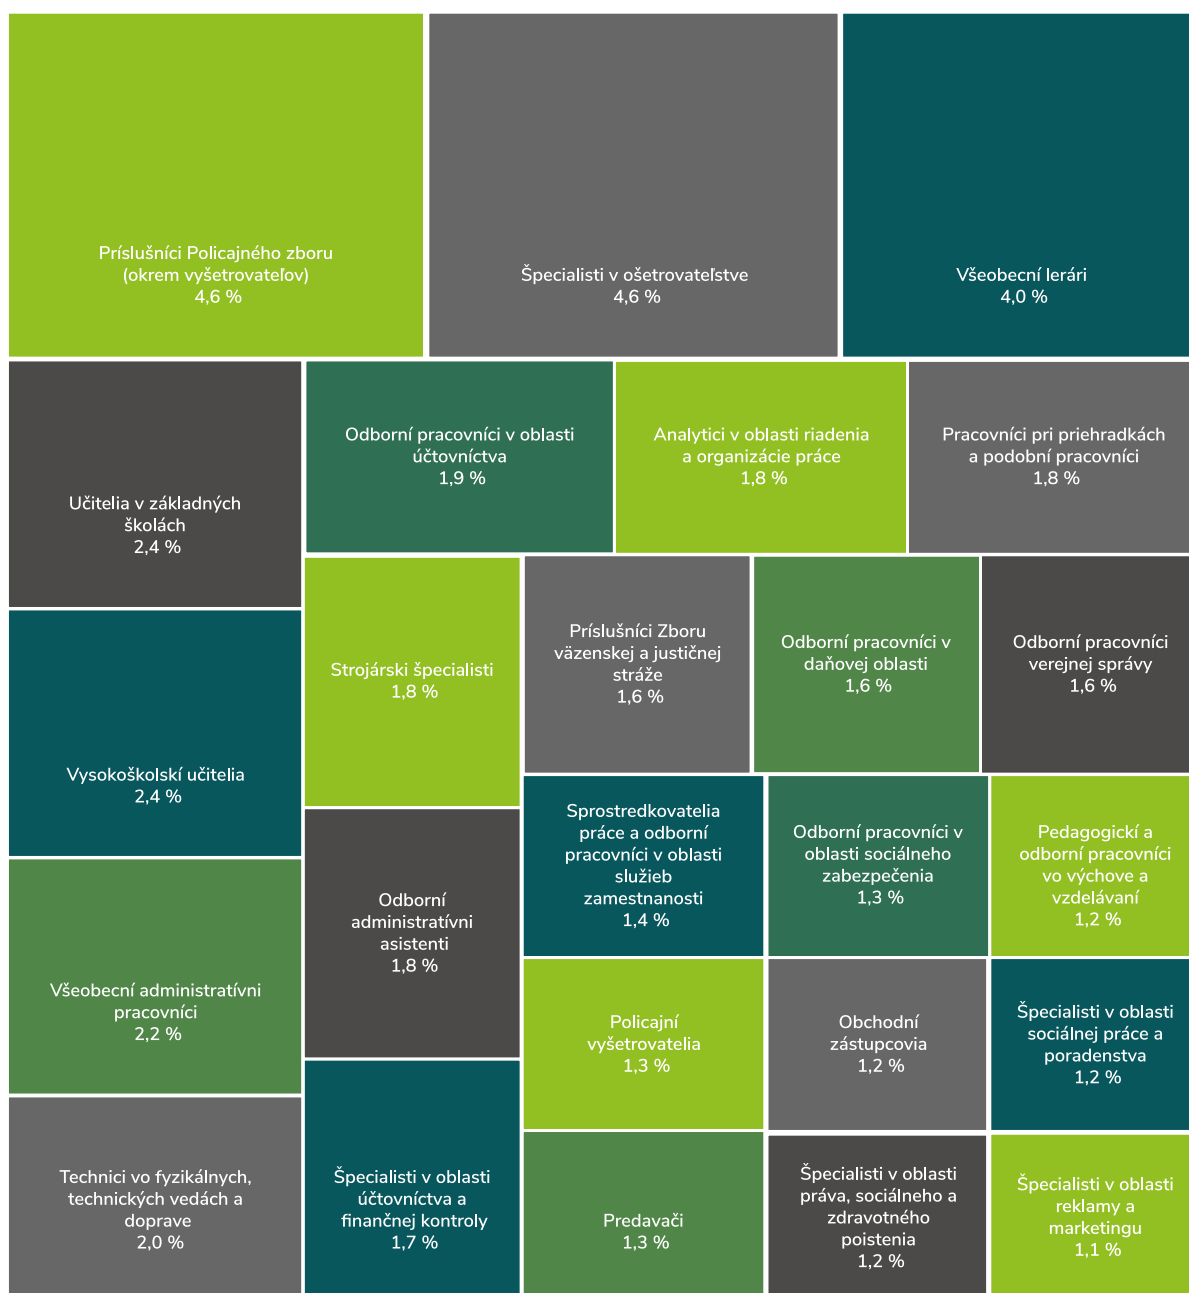 Príslušníci Policajného zboru
(okrem vyšetrovateľov)
4,6 %
Špecialisti v ošetrovateľstve
4,6 %
Všeobecní lerári
4,0 %
Učitelia v základných
školách
2,4 %
Odborní pracovníci v oblasti
účtovníctva
1,9 %
Analytici v oblasti riadenia
a organizácie práce
1,8 %
Pracovníci pri priehradkách
a podobní pracovníci
1,8 %
Vysokoškolskí učitelia
2,4 %
Strojárski špecialisti
1,8 %
Príslušníci Zboru
väzenskej a justičnej
stráže
1,6 %
Odborní pracovníci v
daňovej oblasti
1,6 %
Odborní pracovníci
verejnej správy
1,6 %
Všeobecní administratívni
pracovníci
2,2 %
Odborní
administratívni
asistenti
1,8 %
Sprostredkovatelia
práce a odborní
pracovníci v oblasti
služieb
zamestnanosti
1,4 %
Odborní pracovníci v
oblasti sociálneho
zabezpečenia
1,3 %
Pedagogickí a
odborní pracovníci
vo výchove a
vzdelávaní
1,2 %
Policajní
vyšetrovatelia
1,3 %
Obchodní
zástupcovia
1,2 %
Špecialisti v oblasti
sociálnej práce a
poradenstva
1,2 %
Technici vo fyzikálnych,
technických vedách a
doprave
2,0 %
Špecialisti v oblasti
účtovníctva a
finančnej kontroly
1,7 %
Predavači
1,3 %
Špecialisti v oblasti
práva, sociálneho a
zdravotného
poistenia
1,2 %
Špecialisti v oblasti
reklamy a
marketingu
1,1 %